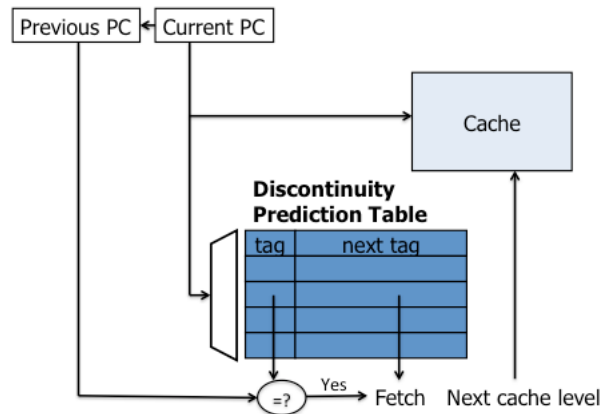 Previous PC
Current PC
Cache
Discontinuity
Prediction Table
tag
next tag
=?
Yes
Fetch
Next cache level